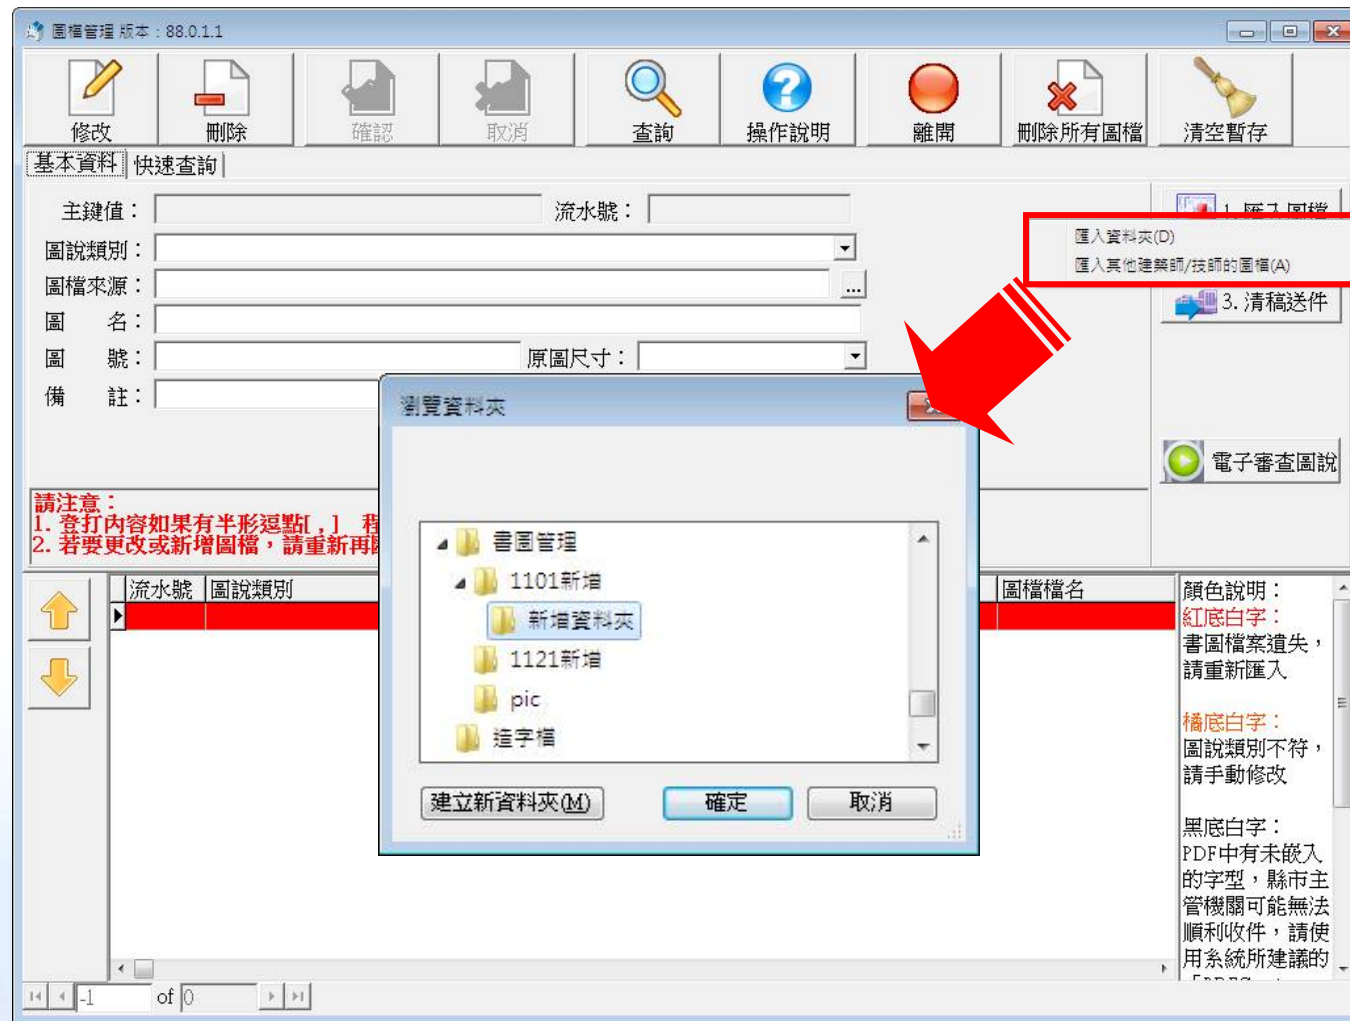 圖檔管理 版本：88.0.1.1
修改
刪除
確認
取消
查詢
操作說明
離開
刪除所有圖檔
清空暫存
基本資料
快速查詢
主鍵值：
流水號：
1. 匯入圖檔
圖說類別：
匯入資料夾(D)
匯入其他建築師/技師的圖檔(A)
圖檔來源：
...
3. 清稿送件
圖 名：
圖 號：
原圖尺寸：
備 註：
瀏覽資料夾
電子審查圖說
請注意：
1. 登打內容如果有半形逗點[ , ] 程
2. 若要更改或新增圖檔，請重新再
書圖管理
1101新增
新增資料夾
1121新增
pic
造字檔
建立新資料夾(M)
確定
取消
流水號
圖說類別
圖檔檔名
顏色說明：
紅底白字：
書圖檔案遺失，
請重新匯入
橘底白字：
圖說類別不符，
請手動修改
黑底白字：
PDF中有未嵌入
的字型，縣市主
管機關可能無法
順利收件，請使
用系統所建議的
-1
of 0